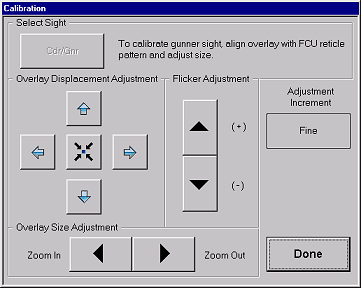 Calibration
Select Sight
Cdr/Gnr
To calibrate gunner sight, align overlay with FCU reticle
pattern and adjust size.
Overlay Displacement Adjustment
Flicker Adjustment
Adjustment
Increment
(+)
Fine
(-)
Overlay Size Adjustment
Zoom In
Zoom Out
Done